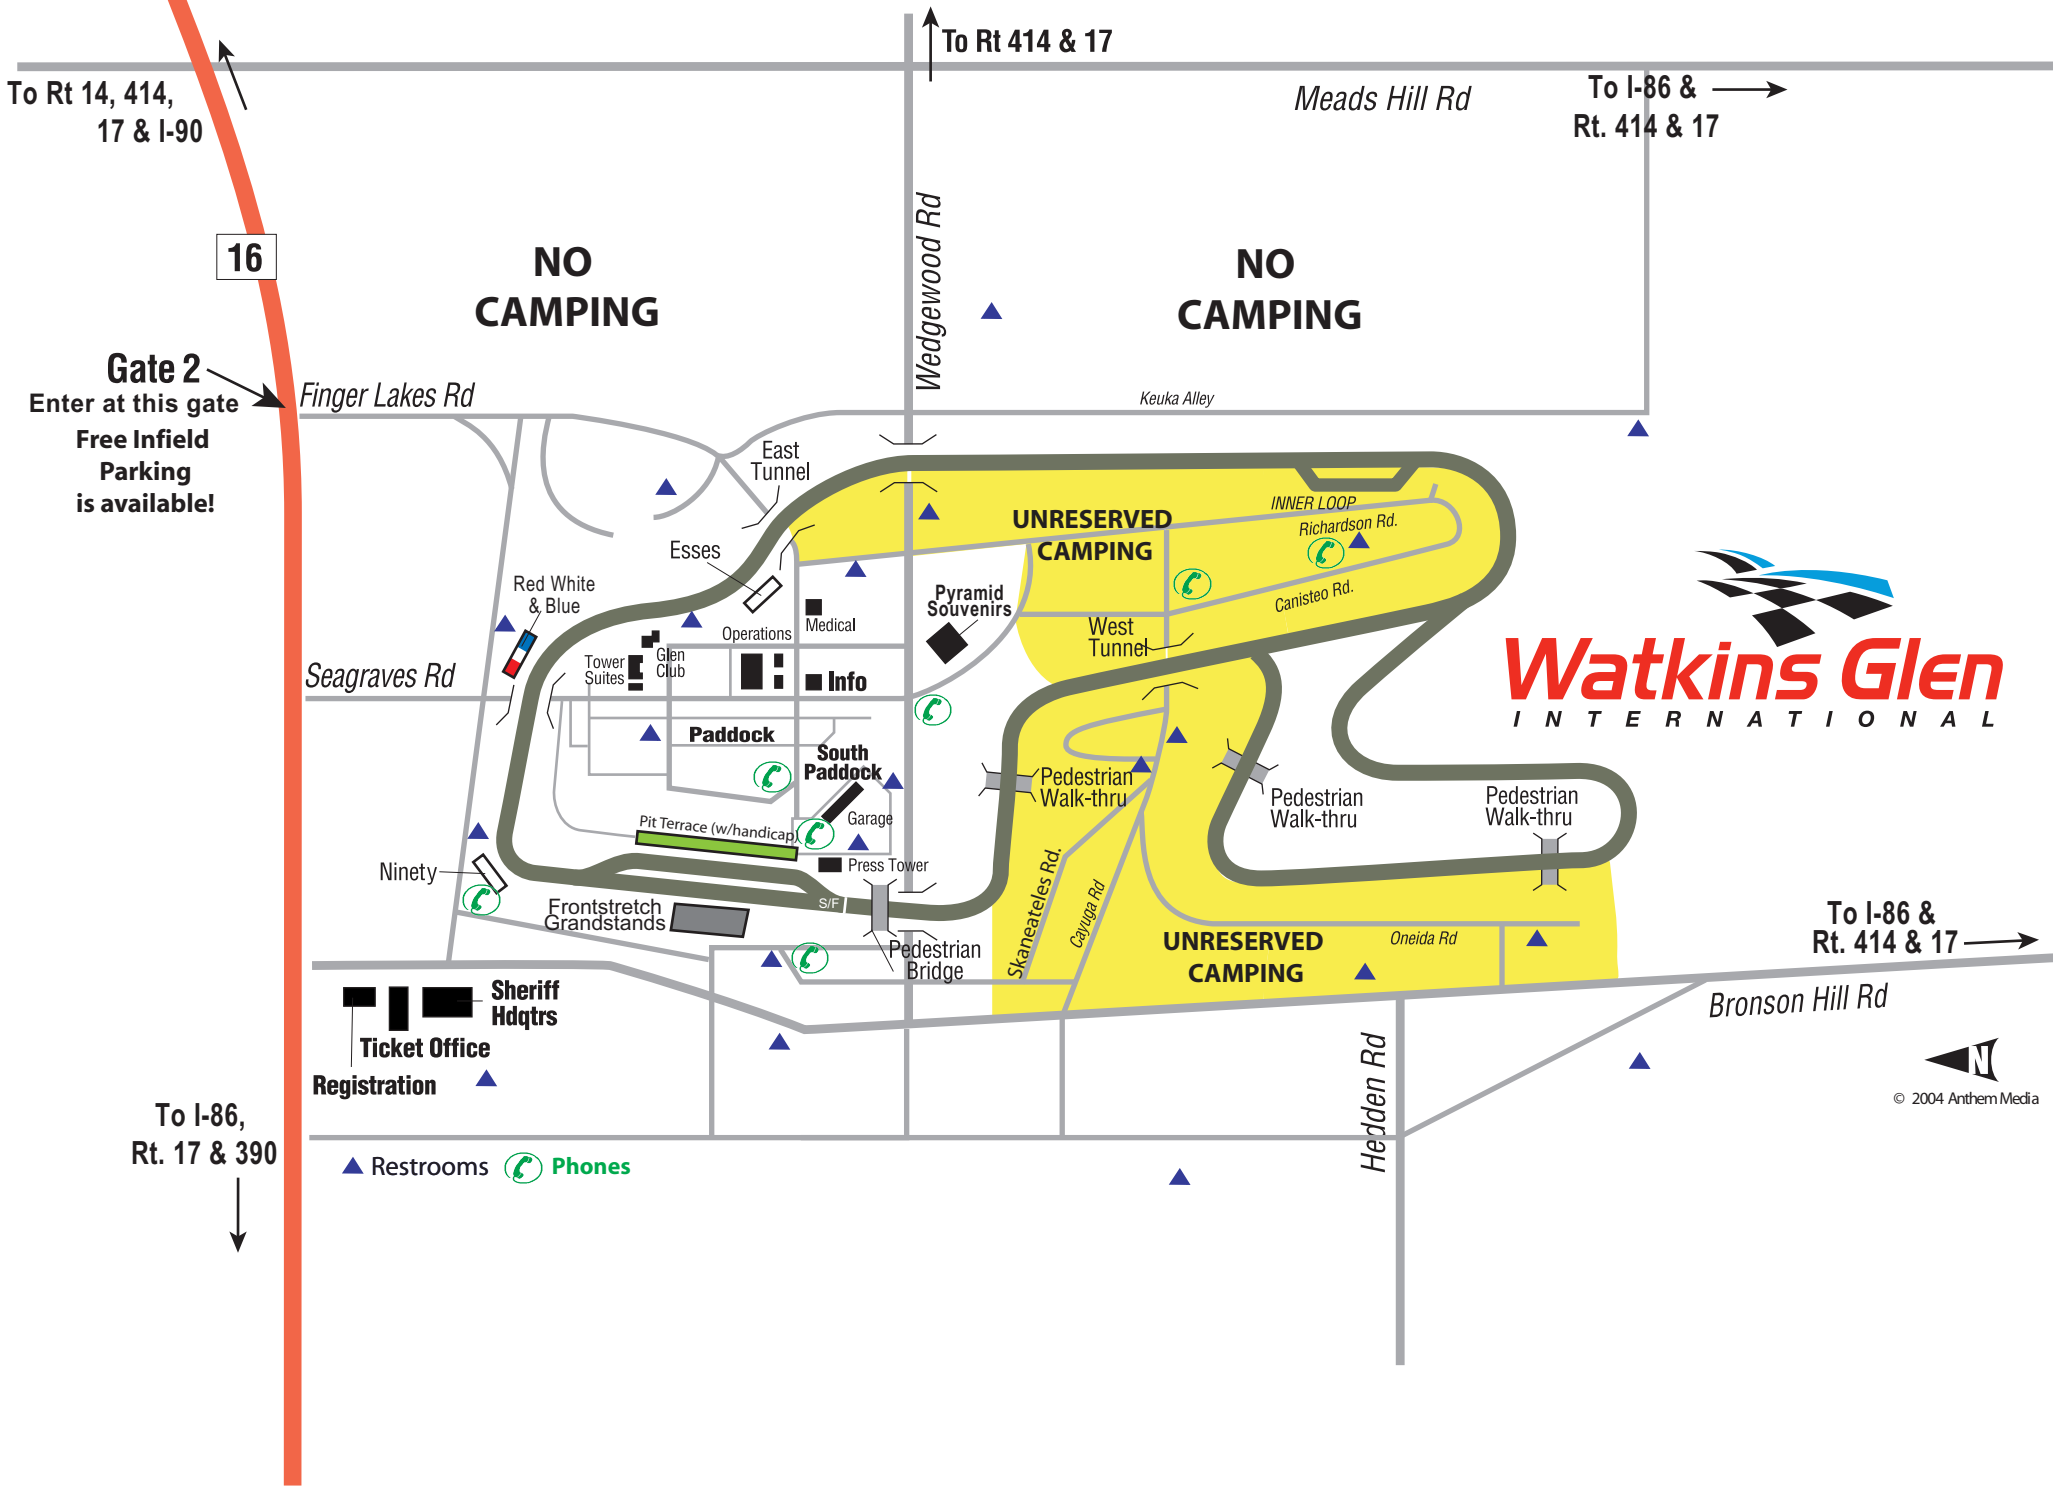 To Rt 414 & 17
To Rt 14, 414,
17 & I-90
Meads Hill Rd
To I-86 &
Rt. 414 & 17
16
NO
CAMPING
Wedgewood Rd
NO
CAMPING
Gate 2
Enter at this gate
Free Infield
Parking
is available!
Finger Lakes Rd
Keuka Alley
East
Tunnel
INNER LOOP
Richardson Rd.
UNRESERVED
CAMPING
Esses
Red White
& Blue
Pyramid
Souvenirs
Canisteo Rd.
Medical
Operations
West
Tunnel
Watkins Glen
INTERNATIONAL
Tower
Suites
Glen
Club
Info
Seagraves Rd
Paddock
South
Paddock
Pedestrian
Walk-thru
Pedestrian
Walk-thru
Pedestrian
Walk-thru
Garage
Pit Terrace (w/handicap)
Press Tower
Ninety
S/F
Frontstretch
Grandstands
Skaneateles Rd.
Cayuga Rd
Pedestrian
Bridge
UNRESERVED
CAMPING
Oneida Rd
To I-86 &
Rt. 414 & 17
Bronson Hill Rd
Sheriff
Hdqtrs
Ticket Office
Registration
Hedden Rd
N
© 2004 Anthem Media
To I-86,
Rt. 17 & 390
Restrooms
Phones